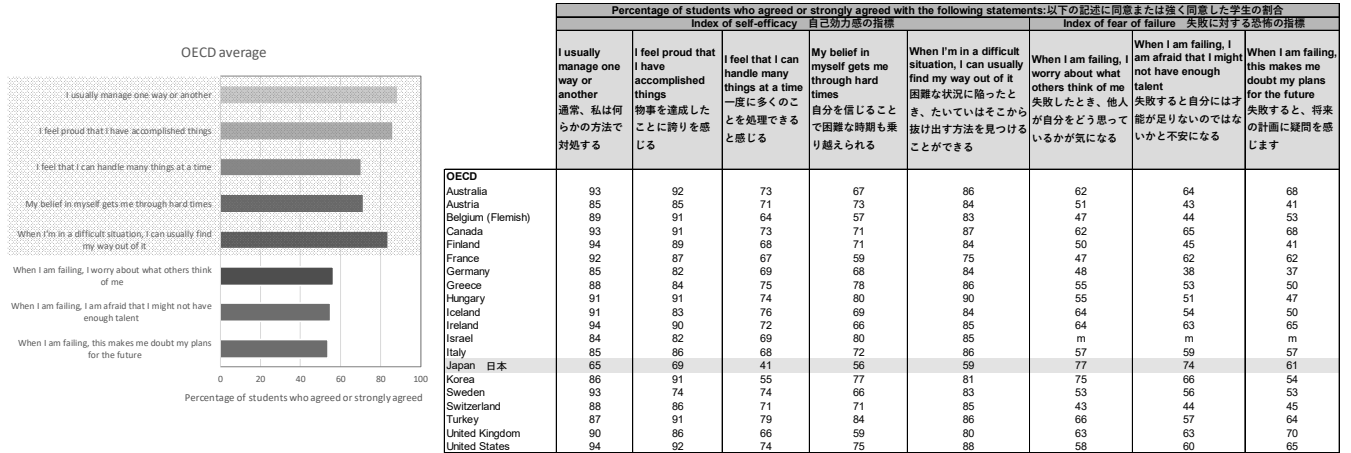 OECD average
I usually manage one way or another
I feel proud that I have accomplished things
I feel that I can handle many things at a time
My belief in myself gets me through hard times
When I'm in a difficult situation, I can usually find
my way out of it
When I am failing, I worry about what others think
of me
When I am failing, I am afraid that I might not have
enough talent
When I am failing, this makes me doubt my plans
for the future
0 20 40 60 80 100
Percentage of students who agreed or strongly agreed
Percentage of students who agreed or strongly agreed with the following statements:以下の記述に同意または強く同意した学生の割合
Index of self-efficacy 自己効力感の指標
Index of fear of failure 失敗に対する恐怖の指標
I usually
manage one
way or
another
通常、私は何
らかの方法で
対処する
I feel proud that
I have
accomplished
things
物事を達成した
ことに誇りを感
じる
I feel that I can
handle many
things at a time
一度に多くのこ
とを処理できる
と感じる
My belief in
myself gets me
through hard
times
自分を信じること
で困難な時期も乗
り越えられる
When I'm in a difficult
situation, I can usually
find my way out of it
困難な状況に陥ったと
き、たいていはそこから
抜け出す方法を見つける
ことができる
When I am failing, I
worry about what
others think of me
失敗したとき、他人
が自分をどう思って
いるかが気になる
When I am failing, I
am afraid that I might
not have enough
talent
失敗すると自分には才
能が足りないのではな
いかと不安になる
When I am failing,
this makes me
doubt my plans
for the future
失敗すると、将来
の計画に疑問を感
じます
OECD
Australia 93 92 73 67 86 62 64 68
Austria 85 85 71 73 84 51 43 41
Belgium (Flemish) 89 91 64 57 83 47 44 53
Canada 93 91 73 71 87 62 65 68
Finland 94 89 68 71 84 50 45 41
France 92 87 67 59 75 47 62 62
Germany 85 82 69 68 84 48 38 37
Greece 88 84 75 78 86 55 53 50
Hungary 91 91 74 80 90 55 51 47
Iceland 91 83 76 69 84 64 54 50
Ireland 94 90 72 66 85 64 63 65
Israel 84 82 69 80 85 m m m
Italy 85 86 68 72 86 57 59 57
Japan 日本 65 69 41 56 59 77 74 61
Korea 86 91 55 77 81 75 66 54
Sweden 93 74 74 66 83 53 56 53
Switzerland 88 86 71 71 85 43 44 45
Turkey 87 91 79 84 86 66 57 64
United Kingdom 90 86 66 59 80 63 63 70
United States 94 92 74 75 88 58 60 65